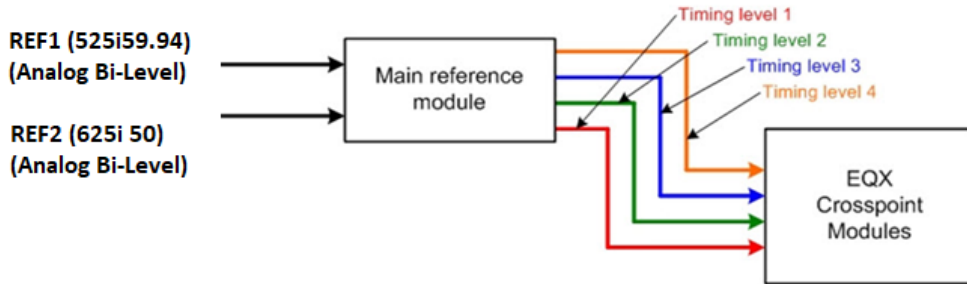 REF1 (525i59.94)
(Analog Bi-Level)
REF2 (625i 50)
(Analog Bi-Level)
Main reference
module
Timing level 1
Timing level 2
Timing level 3
Timing level 4
EQX
Crosspoint
Modules